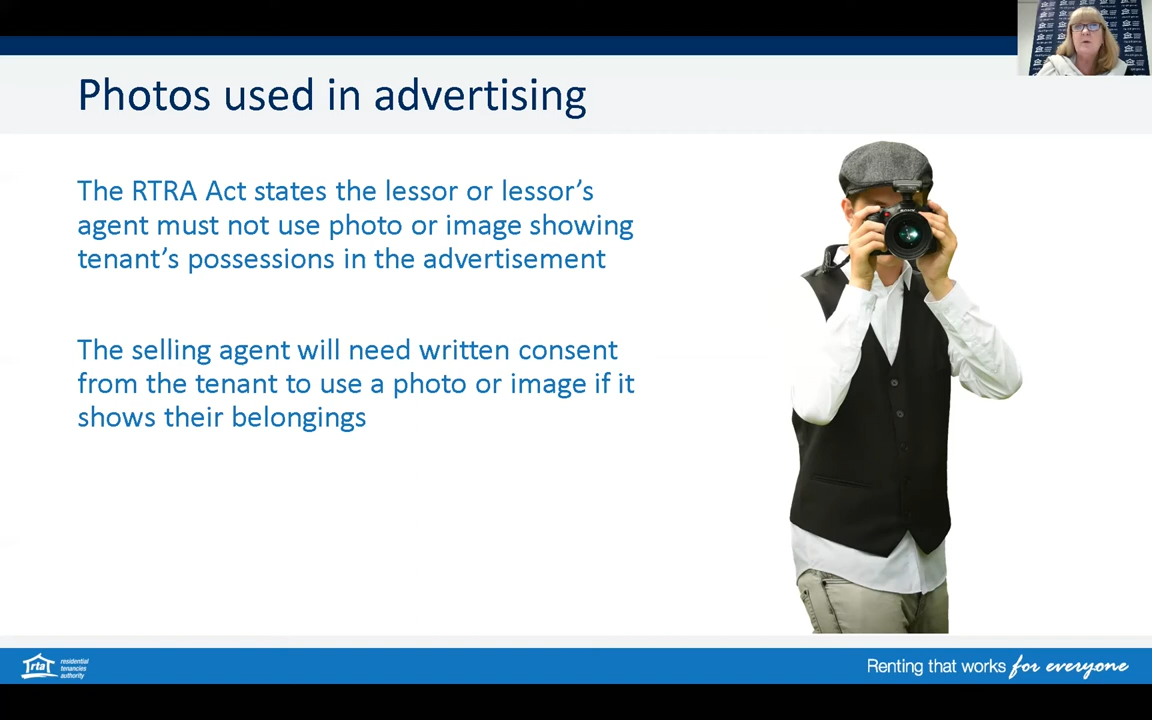 Photos used in advertising
The RTRA Act states the lessor or lessor's
agent must not use photo or image showing
tenant's possessions in the advertisement
The selling agent will need written consent
from the tenant to use a photo or image if it
shows their belongings
rta
residential
tenancies
authority
Renting that works for everyone